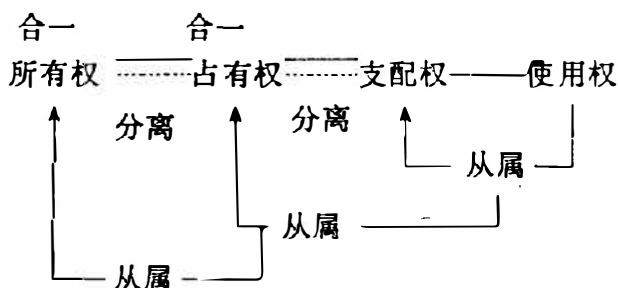 合一 合一
所有权 占有权 支配权 使用权
分离 分离
从属
从属
从属